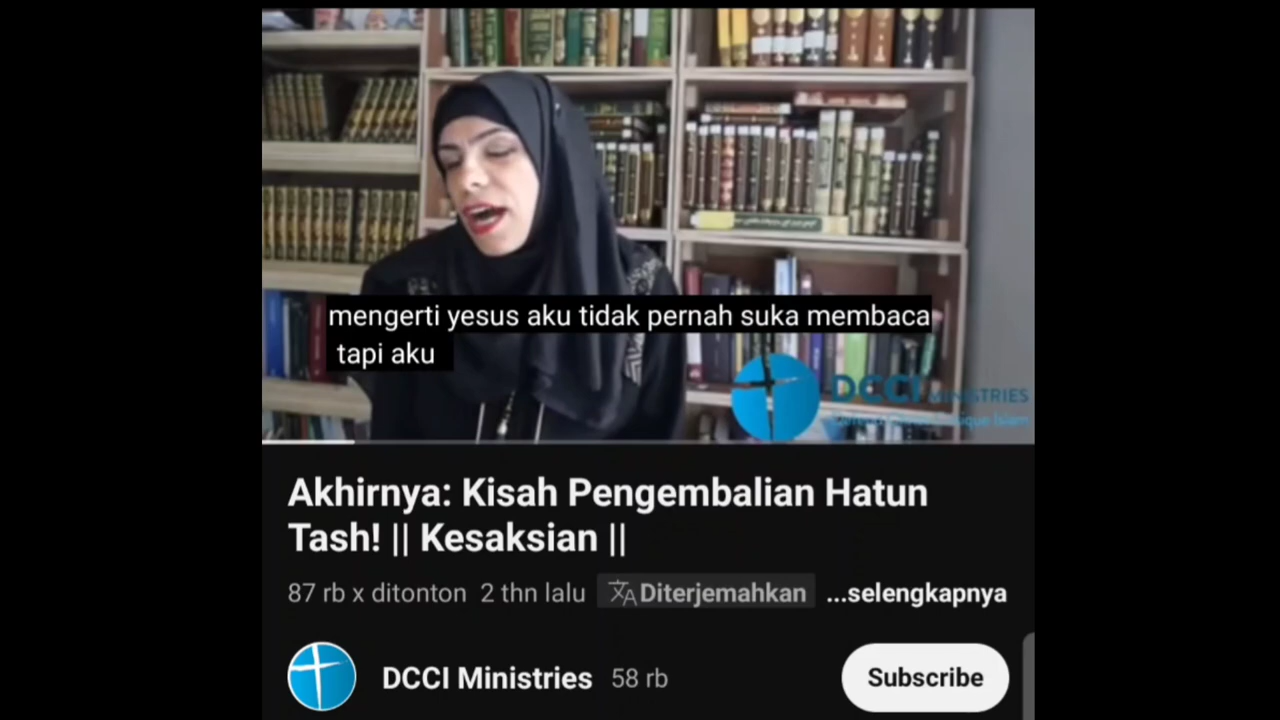 mengerti yesus aku tidak pernah suka membaca
tapi aku
DCCI MINISTRIES
Akhirnya: Kisah Pengembalian Hatun
Tash! || Kesaksian ||
87 rb x ditonton 2 thn lalu Diterjemahkan ...selengkapnya
DCCI Ministries 58 rb Subscribe